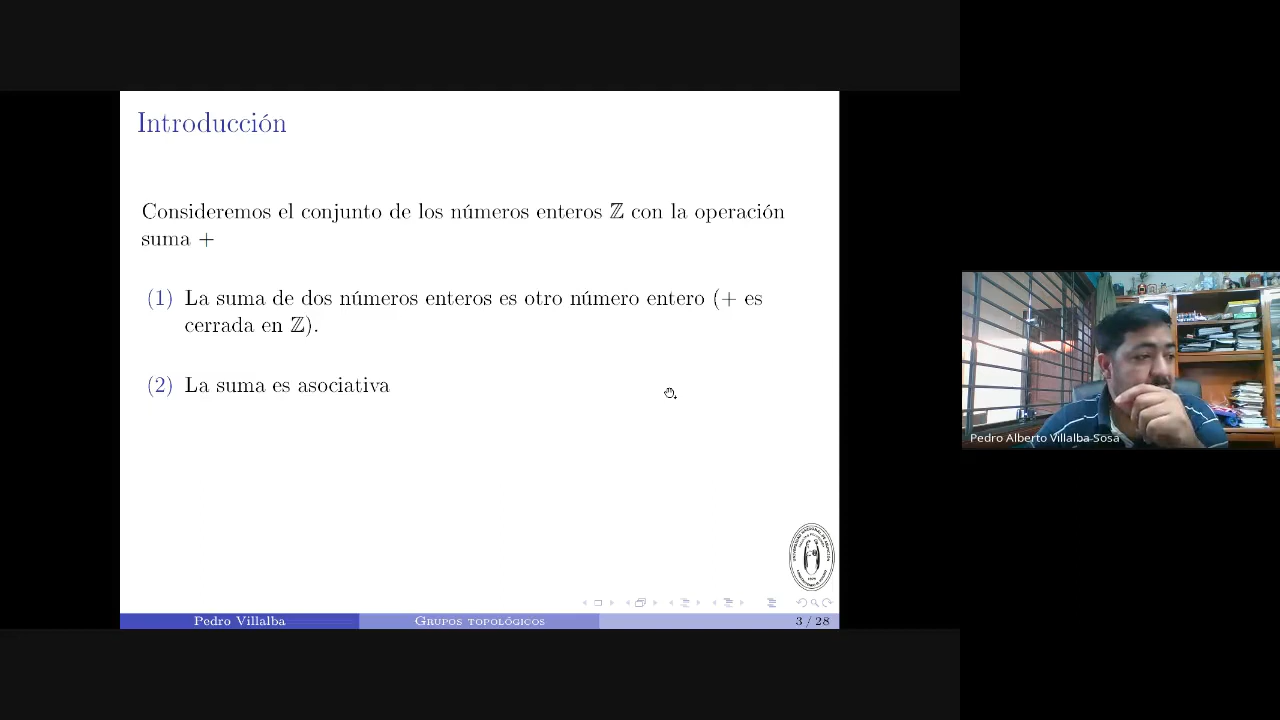 Introducción
Consideremos el conjunto de los números enteros ℤ con la operación
suma +
(1) La suma de dos números enteros es otro número entero (+ es
cerrada en ℤ).
(2) La suma es asociativa
Pedro Alberto Villalba Sosa
Pedro Villalba
Grupos topológicos
3 / 28